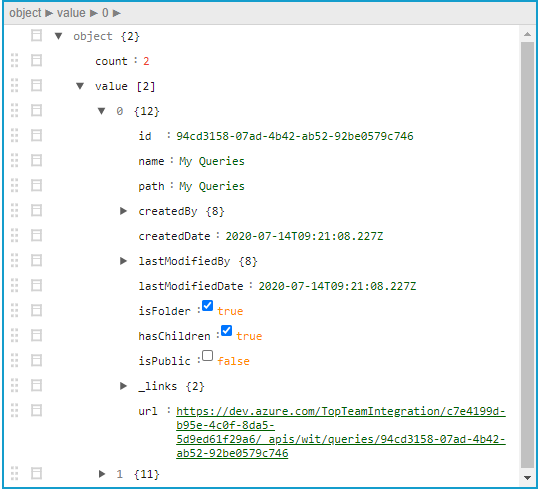 object ▶ value ▶ 0 ▶
▼ object {2}
count : 2
▼ value [2]
▼ 0 {12}
id : 94cd3158-07ad-4b42-ab52-92be0579c746
name : My Queries
path : My Queries
▶ createdBy {8}
createdDate : 2020-07-14T09:21:08.227Z
▶ lastModifiedBy {8}
lastModifiedDate : 2020-07-14T09:21:08.227Z
isFolder : true
hasChildren : true
isPublic : false
▶ _links {2}
url : https://dev.azure.com/TopTeamIntegration/c7e4199d-
b95e-4c0f-8da5-
5d9ed61f29a6/_apis/wit/queries/94cd3158-07ad-4b42-
ab52-92be0579c746
▶ 1 {11}